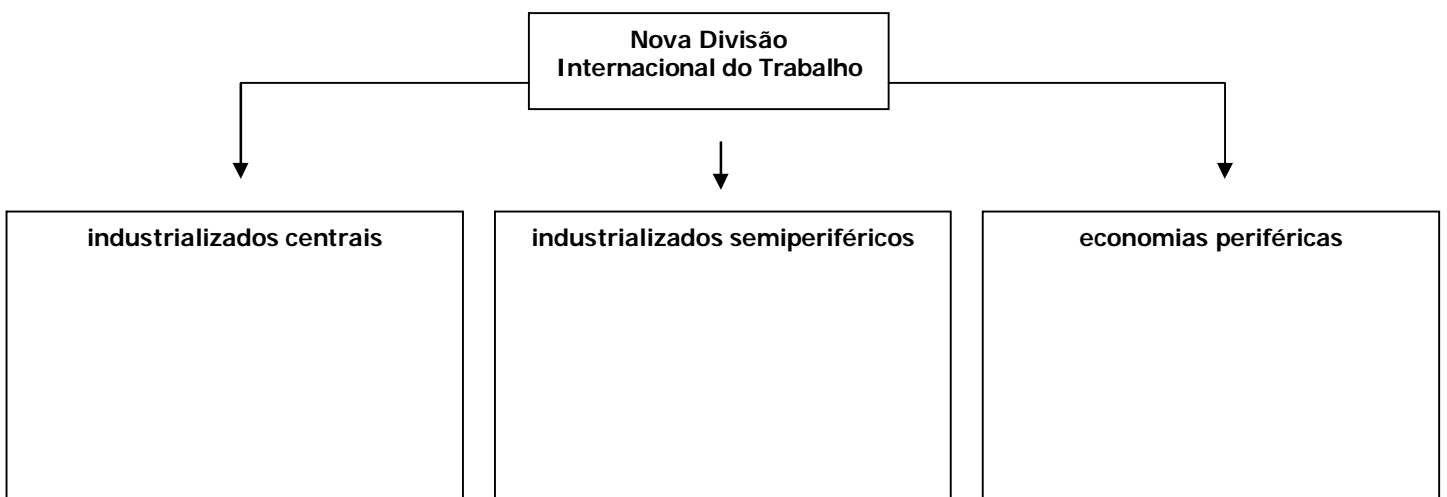 Nova Divisão
Internacional do Trabalho
industrializados centrais
industrializados semiperiféricos
economias periféricas